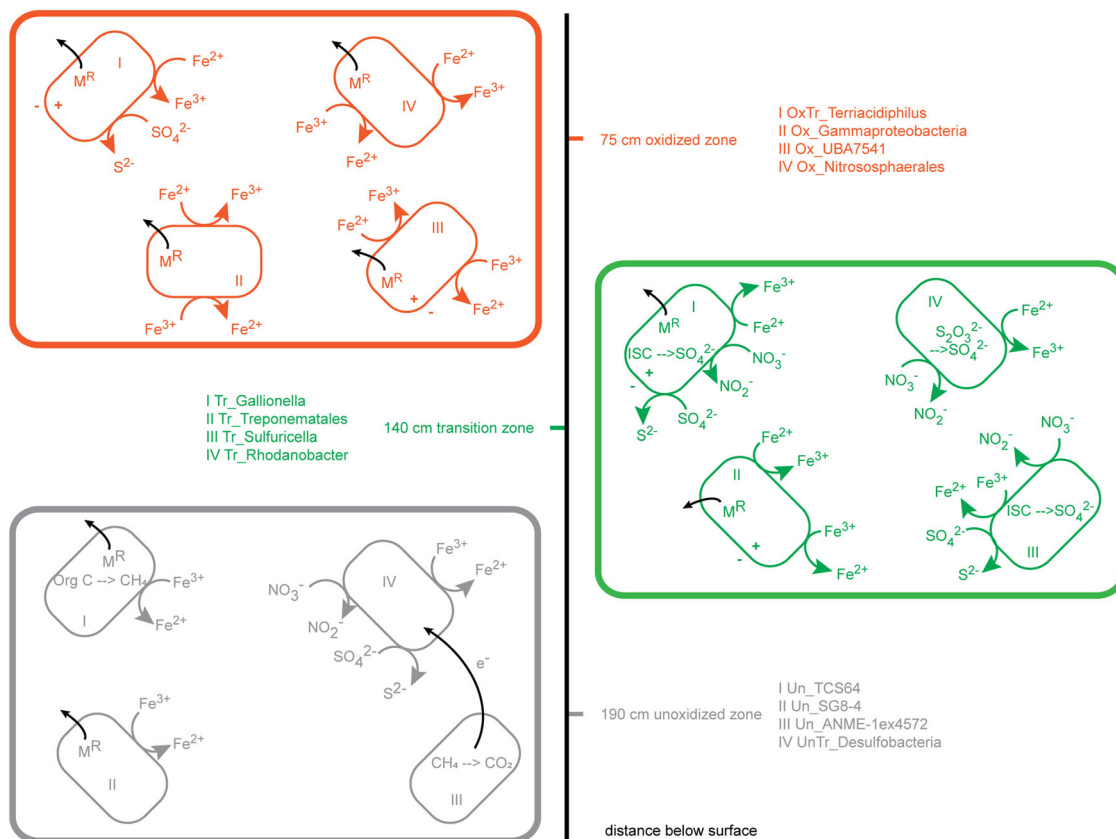 I
M^R
Fe2+
Fe3+
- +
SO4 2-
S2-
M^R
IV
Fe2+
Fe3+
Fe3+
Fe2+
Fe2+
Fe3+
M^R
II
Fe3+
Fe2+
Fe3+
Fe2+
III
M^R
Fe3+
Fe2+
+
-
75 cm oxidized zone
I OxTr_Terriacidiphilus
II Ox_Gammaproteobacteria
III Ox_UBA7541
IV Ox_Nitrososphaerales
I
M^R
Fe3+
Fe2+
ISC -->SO4 2-
NO3-
NO2-
+
-
S2-
SO4 2-
IV
S2O3 2-
-->SO4 2-
Fe2+
Fe3+
NO3-
NO2-
II
Fe2+
Fe3+
M^R
+
-
Fe3+
Fe2+
NO3-
NO2-
Fe3+
Fe2+
ISC -->SO4 2-
SO4 2-
III
S2-
I Tr_Gallionella
II Tr_Treponematales
III Tr_Sulfuricella
IV Tr_Rhodanobacter
140 cm transition zone
M^R
Org C --> CH4
Fe3+
I
Fe2+
IV
Fe3+
Fe2+
NO3-
NO2-
SO4 2-
S2-
e-
M^R
Fe3+
Fe2+
II
CH4 --> CO2
III
190 cm unoxidized zone
I Un_TCS64
II Un_SG8-4
III Un_ANME-1ex4572
IV UnTr_Desulfobacteria
distance below surface